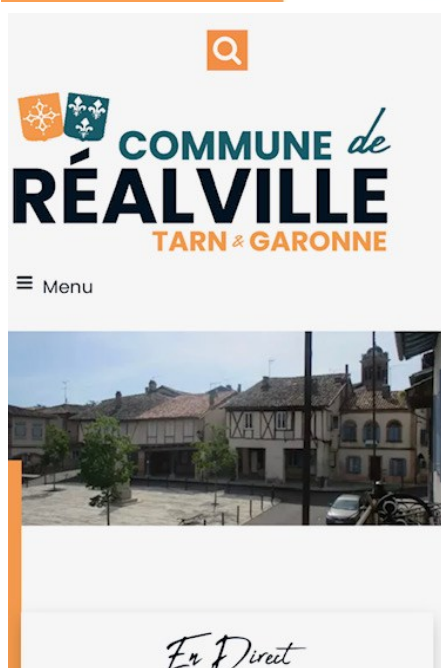 COMMUNE de
RÉALVILLE
TARN & GARONNE
Menu
En Direct